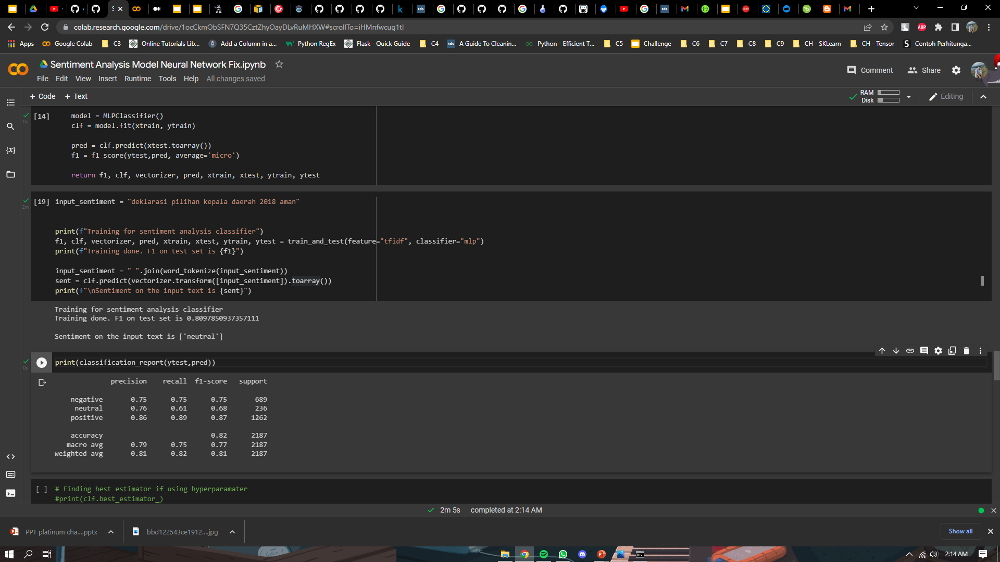 S
tds
k
tds
colab.research.google.com/drive/1ocCkmObSFN7Q35CztZhyOayDLvRuMHXW#scrollTo=iHMnfwcug1tI
ABP
Apps
Google Colab
C3
Online Tutorials Lib...
Add a Column in a...
Python RegEx
Flask - Quick Guide
C4
A Guide To Cleanin...
Python - Efficient T...
C5
Challenge
C6
C7
C8
C9
CH - SKLearn
CH - Tensor
Contoh Perhitunga...
Sentiment Analysis Model Neural Network Fix.ipynb
Comment
Share
File Edit View Insert Runtime Tools Help All changes saved
+ Code + Text
RAM
Disk
Editing
[14] model = MLPClassifier()
0s
clf = model.fit(xtrain, ytrain)
pred = clf.predict(xtest.toarray())
f1 = f1_score(ytest,pred, average='micro')
return f1, clf, vectorizer, pred, xtrain, xtest, ytrain, ytest
[19] input_sentiment = "deklarasi pilihan kepala daerah 2018 aman"
2m
print(f"Training for sentiment analysis classifier")
f1, clf, vectorizer, pred, xtrain, xtest, ytrain, ytest = train_and_test(feature="tfidf", classifier="mlp")
print(f"Training done. F1 on test set is {f1}")
input_sentiment = " ".join(word_tokenize(input_sentiment))
sent = clf.predict(vectorizer.transform([input_sentiment]).toarray())
print(f"\nSentiment on the input text is {sent}")
Training for sentiment analysis classifier
Training done. F1 on test set is 0.8097850937357111
Sentiment on the input text is ['neutral']
print(classification_report(ytest,pred))
0s
precision recall f1-score support
negative 0.75 0.75 0.75 689
neutral 0.76 0.61 0.68 236
positive 0.86 0.89 0.87 1262
accuracy 0.82 2187
macro avg 0.79 0.75 0.77 2187
weighted avg 0.81 0.82 0.81 2187
[ ] # Finding best estimator if using hyperparamater
#print(clf.best_estimator_)
2m 5s completed at 2:14 AM
PPT platinum cha....pptx
bbd122543ce1912....jpg
Show all
2:14 AM